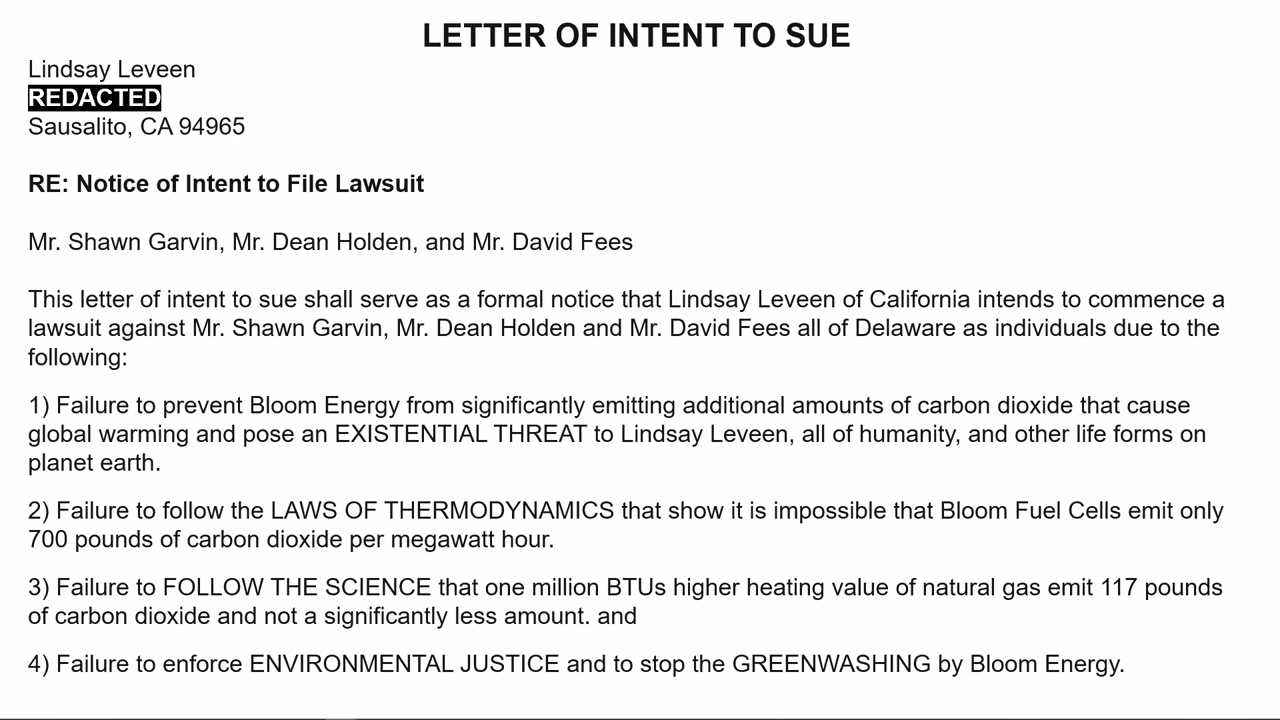 LETTER OF INTENT TO SUE
Lindsay Leveen
REDACTED
Sausalito, CA 94965
RE: Notice of Intent to File Lawsuit
Mr. Shawn Garvin, Mr. Dean Holden, and Mr. David Fees
This letter of intent to sue shall serve as a formal notice that Lindsay Leveen of California intends to commence a
lawsuit against Mr. Shawn Garvin, Mr. Dean Holden and Mr. David Fees all of Delaware as individuals due to the
following:
1) Failure to prevent Bloom Energy from significantly emitting additional amounts of carbon dioxide that cause
global warming and pose an EXISTENTIAL THREAT to Lindsay Leveen, all of humanity, and other life forms on
planet earth.
2) Failure to follow the LAWS OF THERMODYNAMICS that show it is impossible that Bloom Fuel Cells emit only
700 pounds of carbon dioxide per megawatt hour.
3) Failure to FOLLOW THE SCIENCE that one million BTUs higher heating value of natural gas emit 117 pounds
of carbon dioxide and not a significantly less amount. and
4) Failure to enforce ENVIRONMENTAL JUSTICE and to stop the GREENWASHING by Bloom Energy.